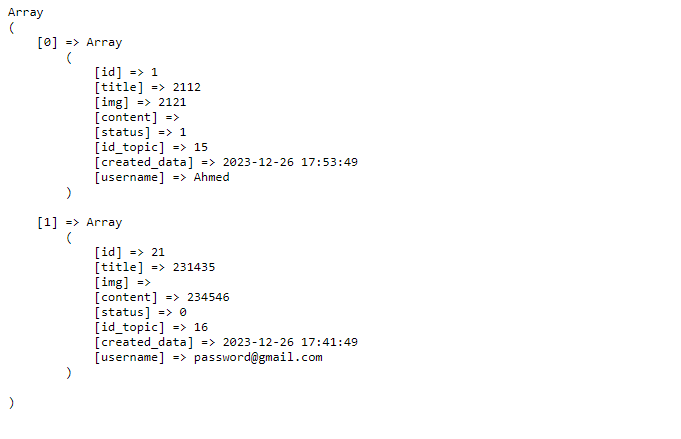 Array
(
    [0] => Array
        (
            [id] => 1
            [title] => 2112
            [img] => 2121
            [content] =>
            [status] => 1
            [id_topic] => 15
            [created_data] => 2023-12-26 17:53:49
            [username] => Ahmed
        )
    [1] => Array
        (
            [id] => 21
            [title] => 231435
            [img] =>
            [content] => 234546
            [status] => 0
            [id_topic] => 16
            [created_data] => 2023-12-26 17:41:49
            [username] => password@gmail.com
        )
)